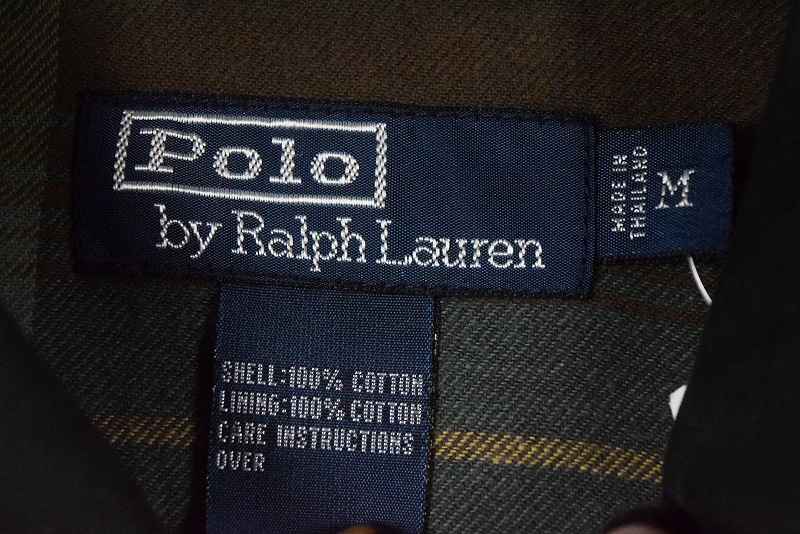 Polo
by Ralph Lauren
MADE IN
THAILAND
M
SHELL:100% COTTON
LINING:100% COTTON
CARE INSTRUCTIONS
OVER